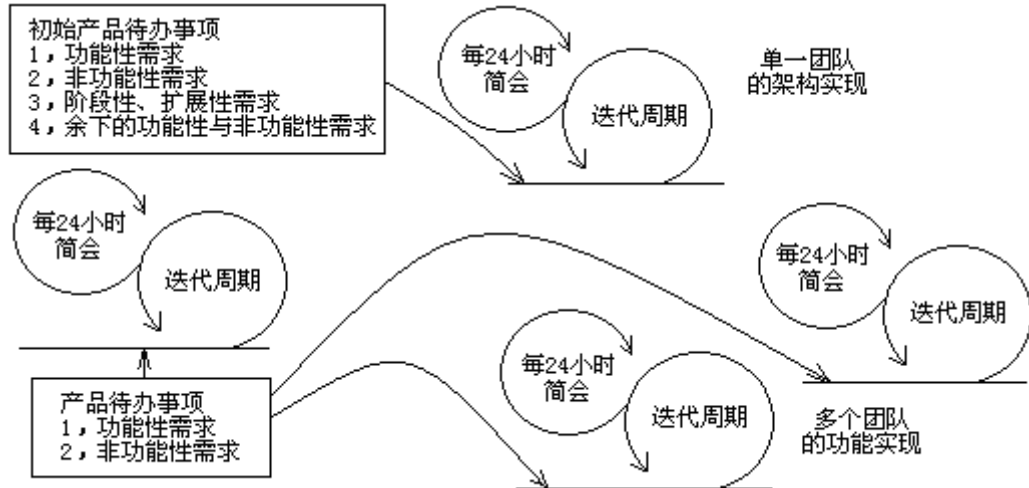 初始产品待办事项
1，功能性需求
2，非功能性需求
3，阶段性、扩展性需求
4，余下的功能性与非功能性需求
每24小时
简会
迭代周期
单一团队
的架构实现
每24小时
简会
迭代周期
每24小时
简会
迭代周期
每24小时
简会
迭代周期
产品待办事项
1，功能性需求
2，非功能性需求
多个团队
的功能实现